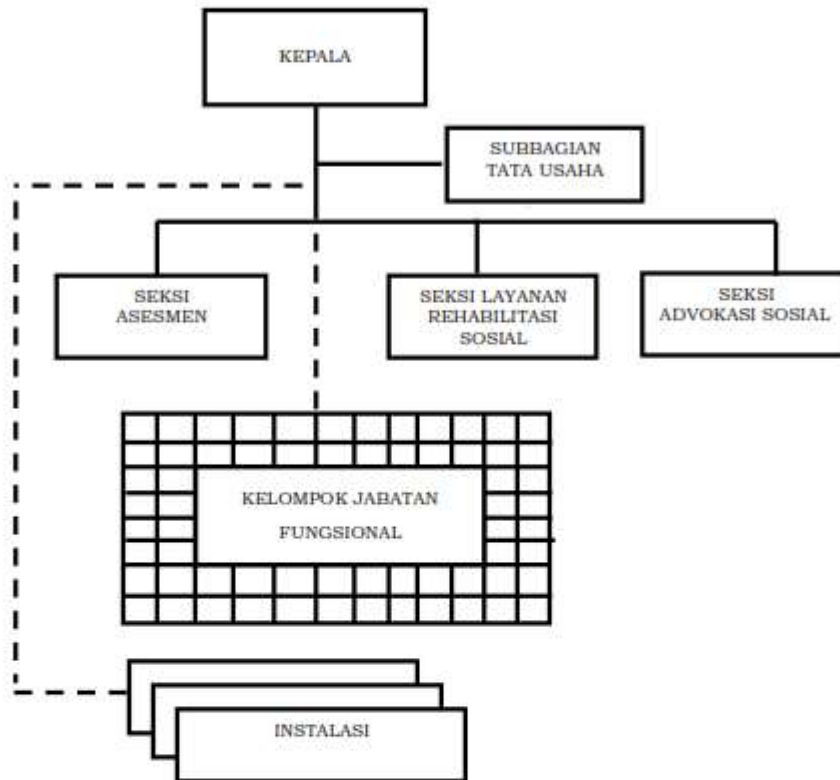 KEPALA
SUBBAGIAN
TATA USAHA
SEKSI
ASESMEN
SEKSI LAYANAN
REHABILITASI
SOSIAL
SEKSI
ADVOKASI SOSIAL
KELOMPOK JABATAN
FUNGSIONAL
INSTALASI